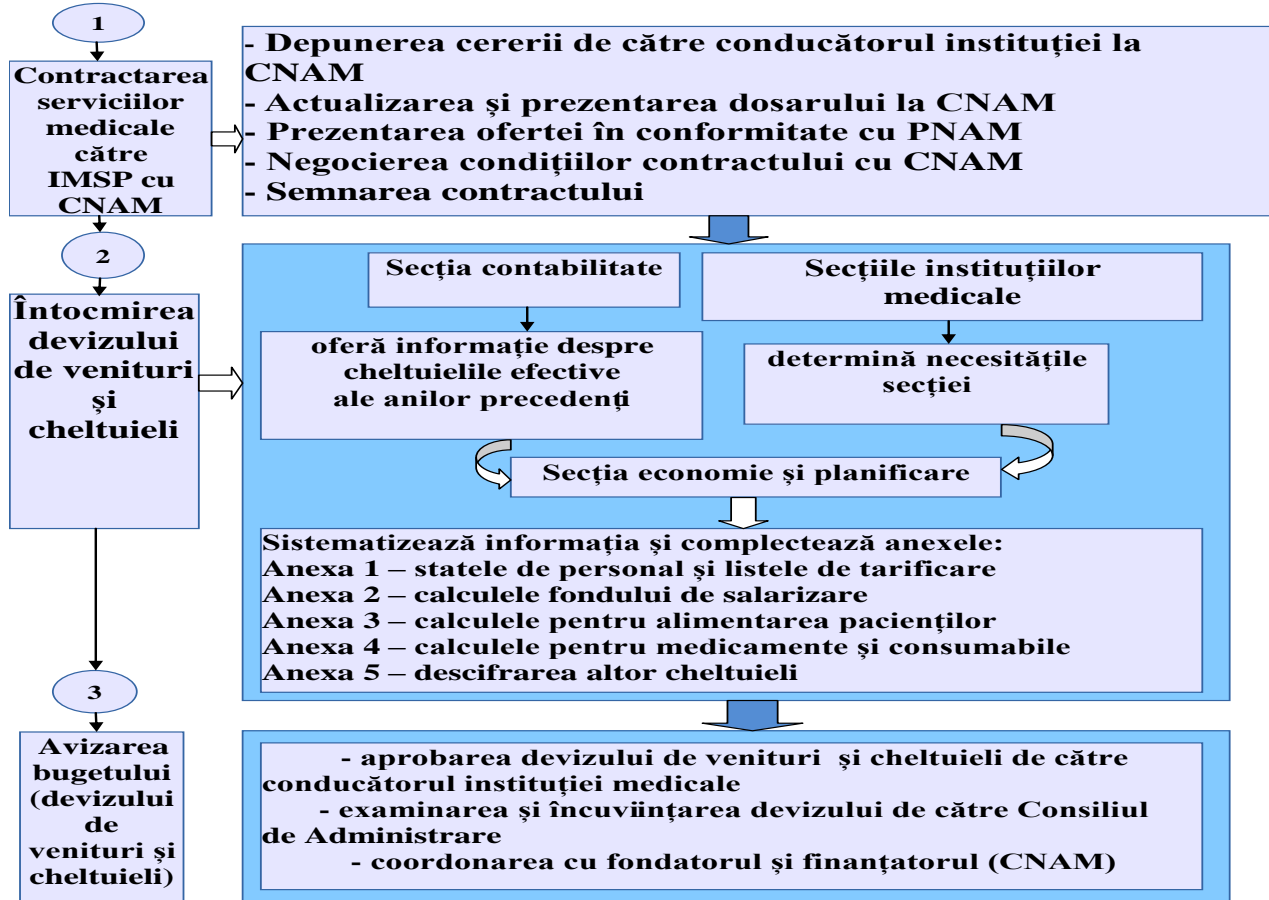 1
Contractarea
serviciilor
medicale
către
IMSP cu
CNAM
- Depunerea cererii de către conducătorul instituției la
CNAM
- Actualizarea și prezentarea dosarului la CNAM
- Prezentarea ofertei în conformitate cu PNAM
- Negocierea condițiilor contractului cu CNAM
- Semnarea contractului
2
Întocmirea
devizului
de venituri
și
cheltuieli
Secția contabilitate
Secțiile instituțiilor
medicale
oferă informație despre
cheltuielile efective
ale anilor precedenți
determină necesitățile
secției
Secția economie și planificare
Sistematizează informația și complectează anexele:
Anexa 1 – statele de personal și listele de tarificare
Anexa 2 – calculele fondului de salarizare
Anexa 3 – calculele pentru alimentarea pacienților
Anexa 4 – calculele pentru medicamente și consumabile
Anexa 5 – descifrarea altor cheltuieli
3
Avizarea
bugetului
(devizului
de
venituri și
cheltuieli)
- aprobarea devizului de venituri și cheltuieli de către
conducătorul instituției medicale
- examinarea și încuviințarea devizului de către Consiliul
de Administrare
- coordonarea cu fondatorul și finanțatorul (CNAM)